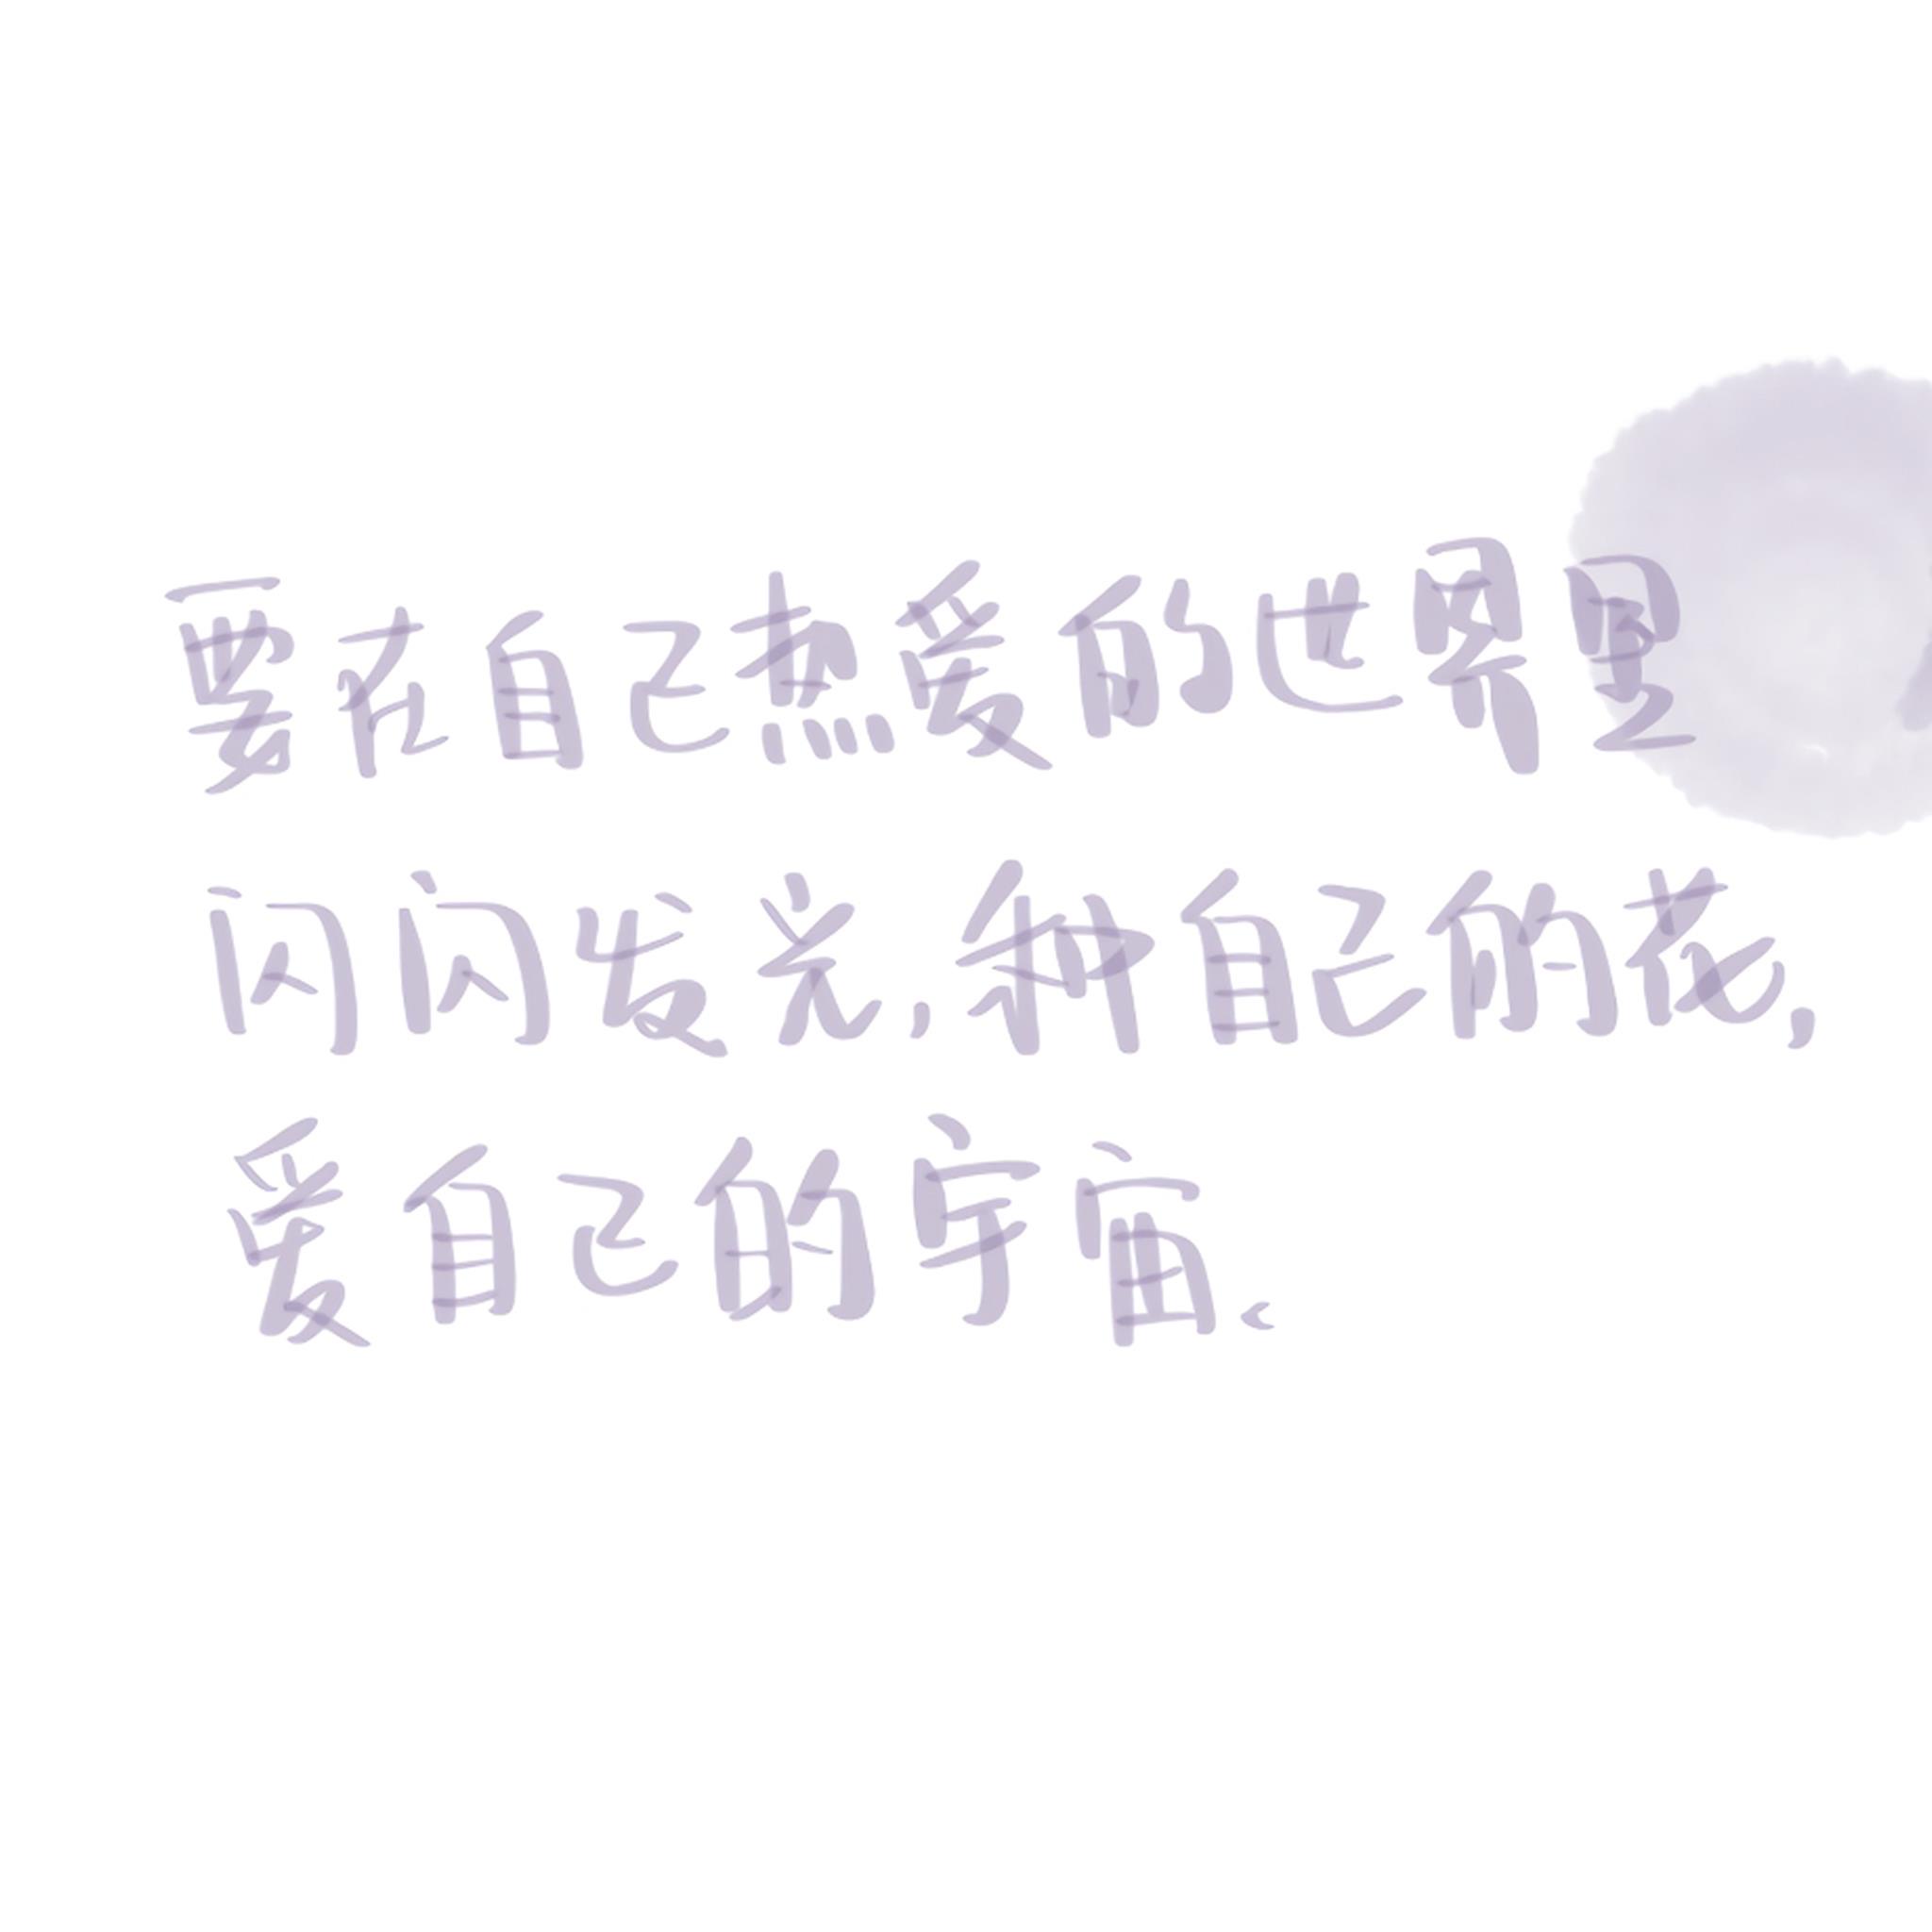 要在自己热爱的世界里
闪闪发光，种自己的花，
爱自己的宇宙。